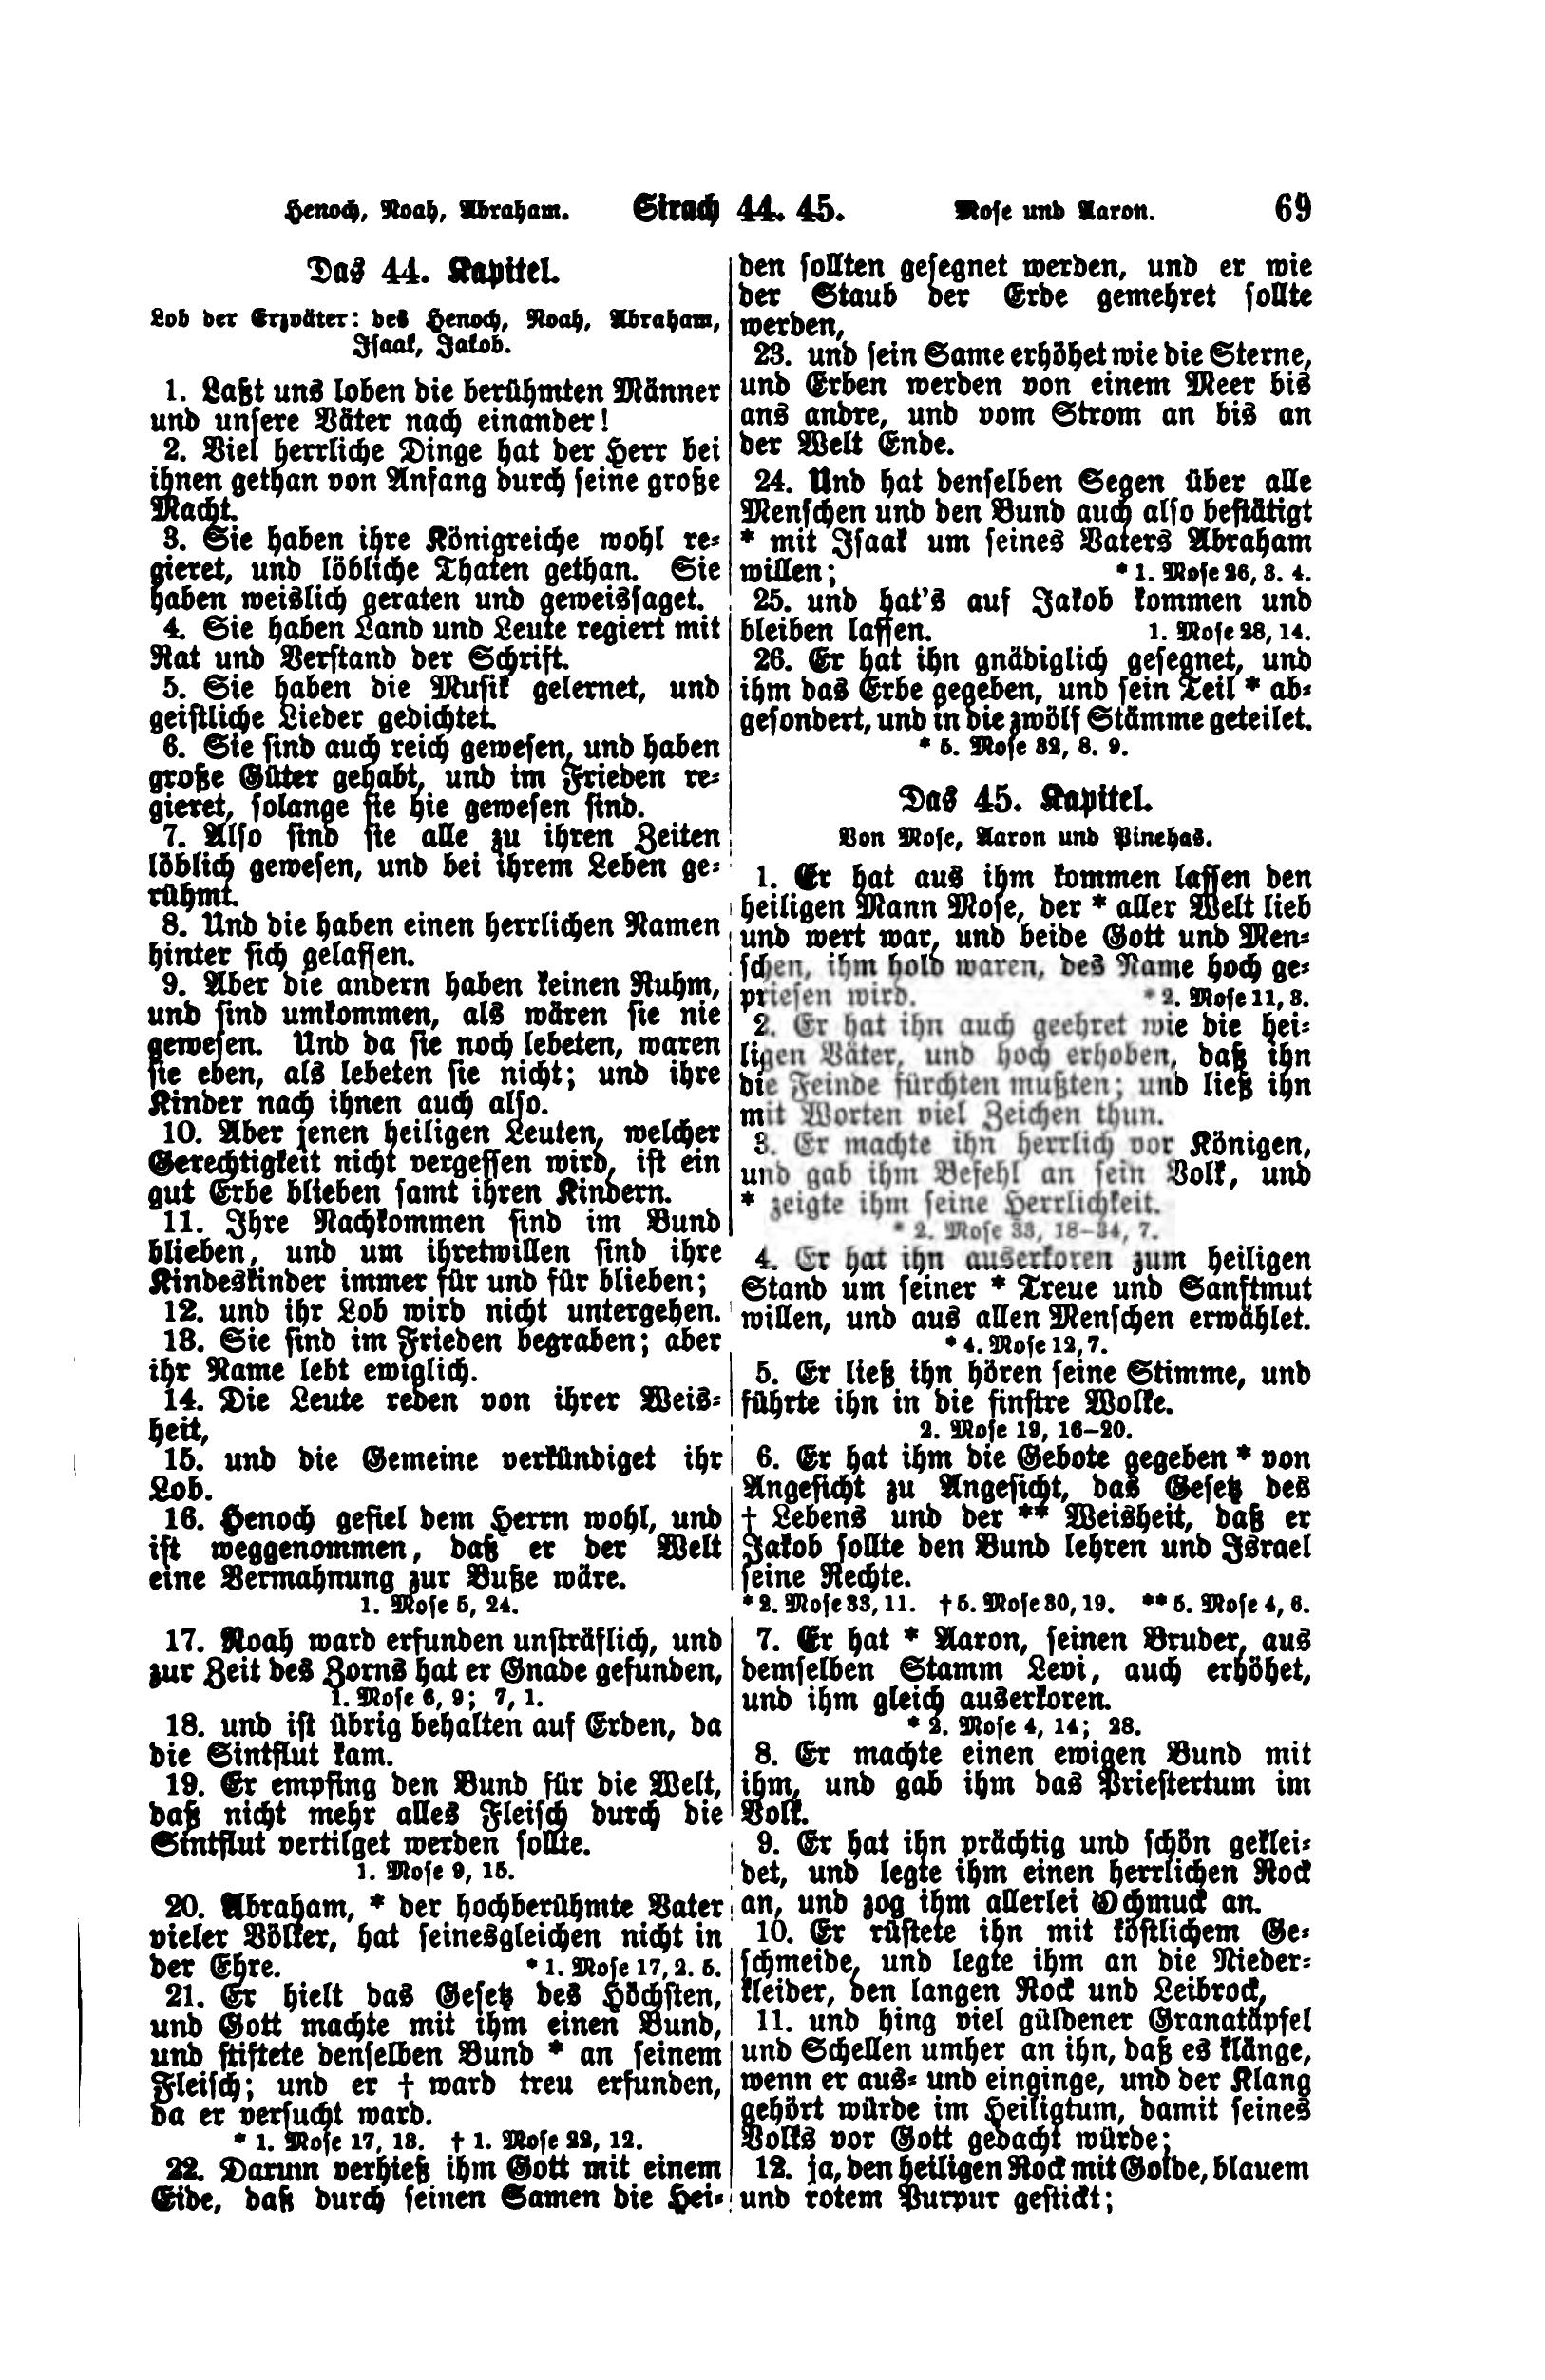 Henoch, Noah, Abraham. Sirach 44. 45. Mose und Aaron. 69
Das 44. Kapitel.
Lob der Erzväter: des Henoch, Noah, Abraham,
Isaak, Jakob.
1. Laßt uns loben die berühmten Männer
und unsere Väter nach einander!
2. Viel herrliche Dinge hat der Herr bei
ihnen gethan von Anfang durch seine große
Macht.
3. Sie haben ihre Königreiche wohl re-
gieret, und löbliche Thaten gethan. Sie
haben weislich geraten und geweissaget.
4. Sie haben Land und Leute regiert mit
Rat und Verstand der Schrift.
5. Sie haben die Musik gelernet, und
geistliche Lieder gedichtet.
6. Sie sind auch reich gewesen, und haben
große Güter gehabt, und im Frieden re-
gieret, solange sie hie gewesen sind.
7. Also sind sie alle zu ihren Zeiten
löblich gewesen, und bei ihrem Leben ge-
rühmt.
8. Und die haben einen herrlichen Namen
hinter sich gelassen.
9. Aber die andern haben keinen Ruhm,
und sind umkommen, als wären sie nie
gewesen. Und da sie noch lebeten, waren
sie eben, als lebeten sie nicht; und ihre
Kinder nach ihnen auch also.
10. Aber jenen heiligen Leuten, welcher
Gerechtigkeit nicht vergessen wird, ist ein
gut Erbe blieben samt ihren Kindern.
11. Ihre Nachkommen sind im Bund
blieben, und um ihretwillen sind ihre
Kindeskinder immer für und für blieben;
12. und ihr Lob wird nicht untergehen.
13. Sie sind im Frieden begraben; aber
ihr Name lebt ewiglich.
14. Die Leute reden von ihrer Weis-
heit,
15. und die Gemeine verkündiget ihr
Lob.
16. Henoch gefiel dem Herrn wohl, und
ist weggenommen, daß er der Welt
eine Vermahnung zur Buße wäre.
1. Mose 5, 24.
17. Noah ward erfunden unsträflich, und
zur Zeit des Zorns hat er Gnade gefunden,
1. Mose 6, 9; 7, 1.
18. und ist übrig behalten auf Erden, da
die Sintflut kam.
19. Er empfing den Bund für die Welt,
daß nicht mehr alles Fleisch durch die
Sintflut vertilget werden sollte.
1. Mose 9, 15.
20. Abraham, * der hochberühmte Vater
vieler Völker, hat seinesgleichen nicht in
der Ehre. * 1. Mose 17, 2. 5.
21. Er hielt das Gesetz des Höchsten,
und Gott machte mit ihm einen Bund,
und stiftete denselben Bund * an seinem
Fleisch; und er † ward treu erfunden,
da er versucht ward.
* 1. Mose 17, 13. † 1. Mose 22, 12.
22. Darum verhieß ihm Gott mit einem
Eide, daß durch seinen Samen die Hei-
den sollten gesegnet werden, und er wie
der Staub der Erde gemehret sollte
werden,
23. und sein Same erhöhet wie die Sterne,
und Erben werden von einem Meer bis
ans andre, und vom Strom an bis an
der Welt Ende.
24. Und hat denselben Segen über alle
Menschen und den Bund auch also bestätigt
* mit Isaak um seines Vaters Abraham
willen; * 1. Mose 26, 3. 4.
25. und hat's auf Jakob kommen und
bleiben lassen. 1. Mose 28, 14.
26. Er hat ihn gnädiglich gesegnet, und
ihm das Erbe gegeben, und sein Teil * ab-
gesondert, und in die zwölf Stämme geteilet.
* 5. Mose 32, 8. 9.
Das 45. Kapitel.
Von Mose, Aaron und Pinehas.
1. Er hat aus ihm kommen lassen den
heiligen Mann Mose, der * aller Welt lieb
und wert war, und beide Gott und Men-
schen, ihm hold waren, des Name hoch ge-
priesen wird. * 2. Mose 11, 3.
2. Er hat ihn auch geehret wie die hei-
ligen Väter, und hoch erhoben, daß ihn
die Feinde fürchten mußten; und ließ ihn
mit Worten viel Zeichen thun.
3. Er machte ihn herrlich vor Königen,
und gab ihm Befehl an sein Volk, und
* zeigte ihm seine Herrlichkeit.
* 2. Mose 33, 18–34, 7.
4. Er hat ihn auserkoren zum heiligen
Stand um seiner * Treue und Sanftmut
willen, und aus allen Menschen erwählet.
* 4. Mose 12, 7.
5. Er ließ ihn hören seine Stimme, und
führte ihn in die finstre Wolke.
2. Mose 19, 16–20.
6. Er hat ihm die Gebote gegeben * von
Angesicht zu Angesicht, das Gesetz des
† Lebens und der ** Weisheit, daß er
Jakob sollte den Bund lehren und Israel
seine Rechte.
* 2. Mose 33, 11. † 5. Mose 30, 19. ** 5. Mose 4, 6.
7. Er hat * Aaron, seinen Bruder, aus
demselben Stamm Levi, auch erhöhet,
und ihm gleich auserkoren.
* 2. Mose 4, 14; 28.
8. Er machte einen ewigen Bund mit
ihm, und gab ihm das Priestertum im
Volk.
9. Er hat ihn prächtig und schön geklei-
det, und legte ihm einen herrlichen Rock
an, und zog ihm allerlei Schmuck an.
10. Er rüstete ihn mit köstlichem Ge-
schmeide, und legte ihm an die Nieder-
kleider, den langen Rock und Leibrock,
11. und hing viel güldener Granatäpfel
und Schellen umher an ihn, daß es klänge,
wenn er aus- und einginge, und der Klang
gehört würde im Heiligtum, damit seines
Volks vor Gott gedacht würde;
12. ja, den heiligen Rock mit Golde, blauem
und rotem Purpur gestickt;